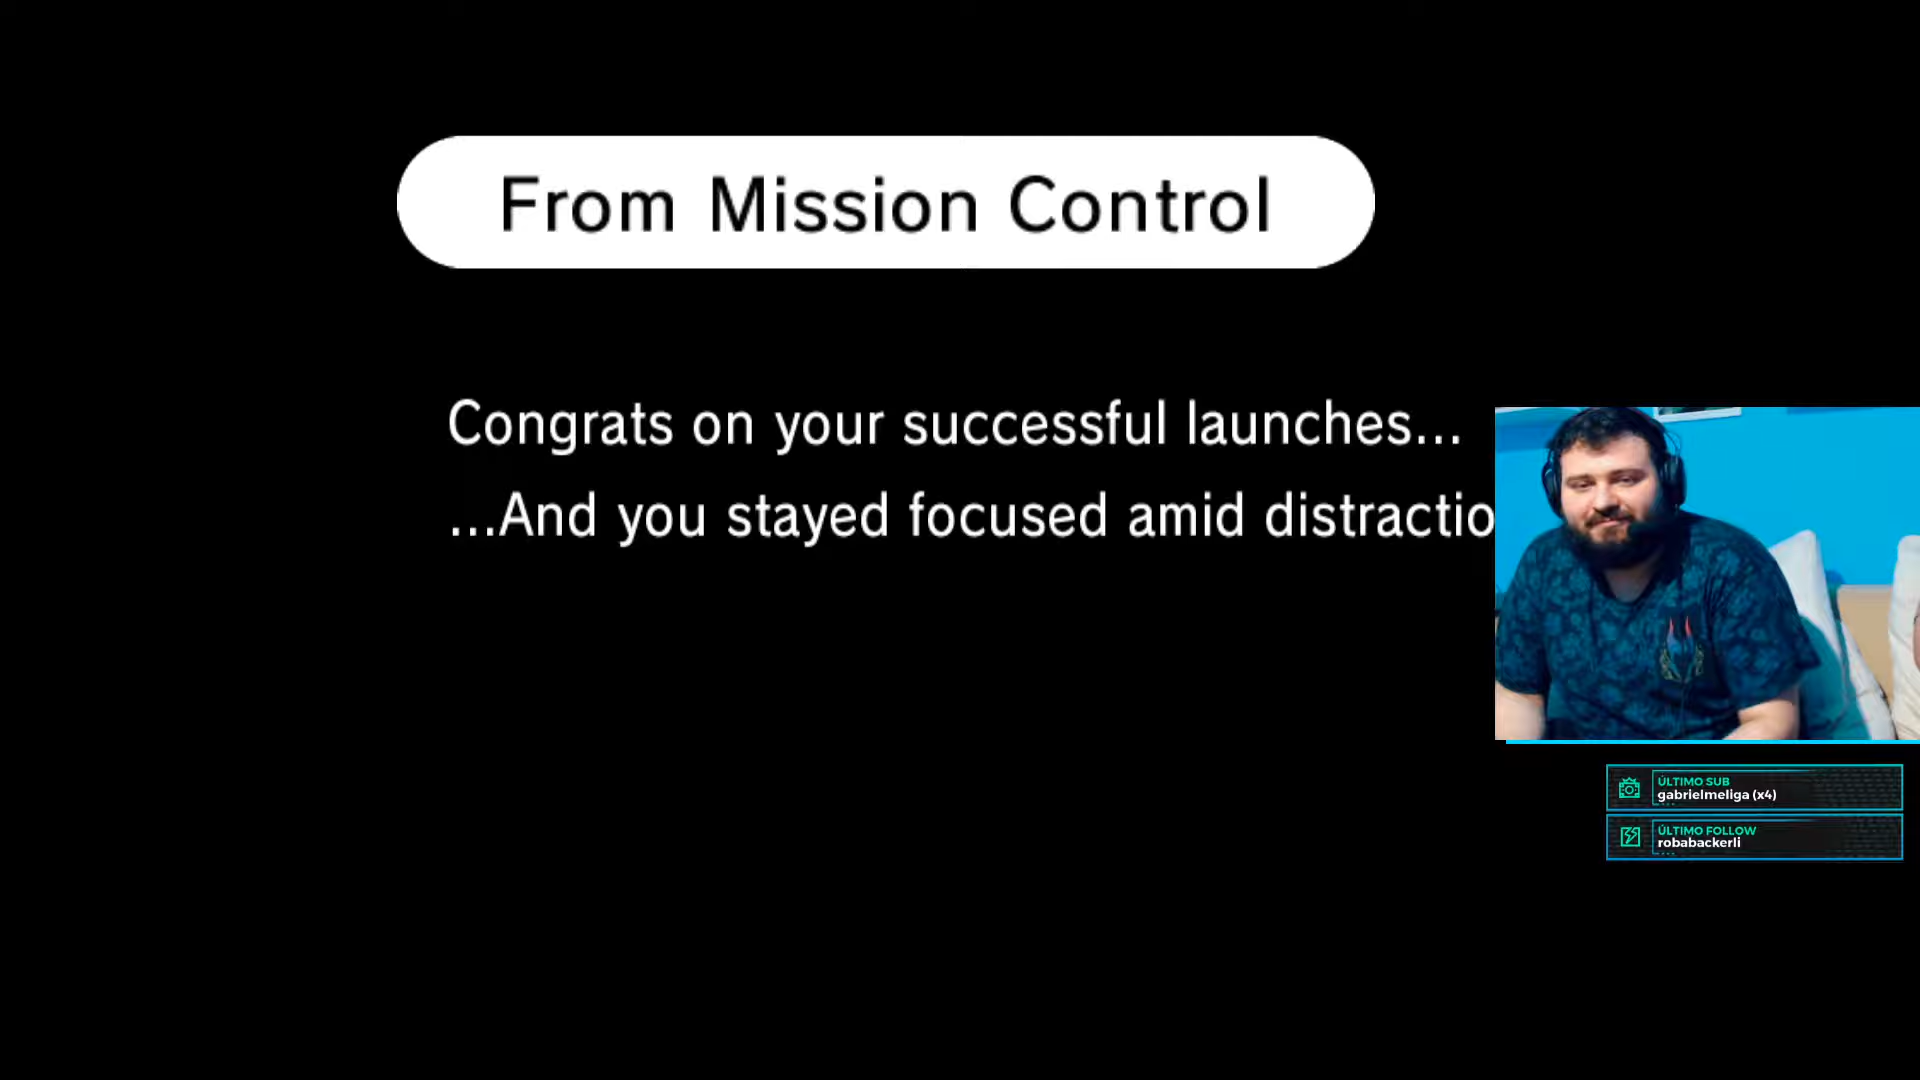 From Mission Control
Congrats on your successful launches...
...And you stayed focused amid distractio
ÚLTIMO SUB
gabrielmeliga (x4)
ÚLTIMO FOLLOW
robabackerli